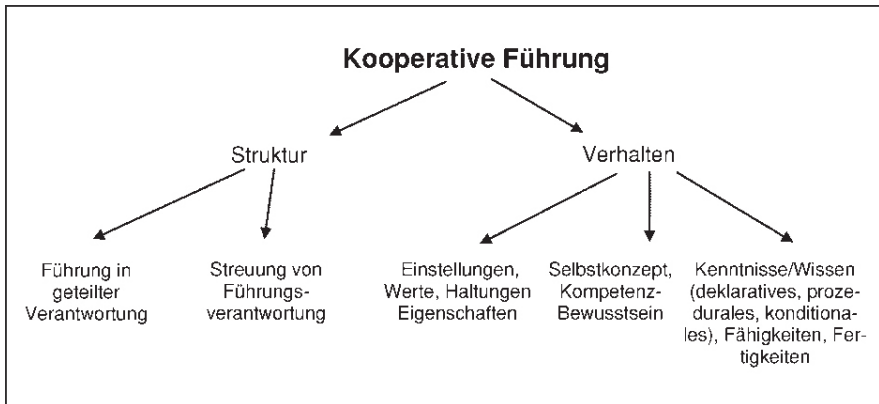 Kooperative Führung
Struktur
Verhalten
Führung in
geteilter
Verantwortung
Streuung von
Führungs-
verantwortung
Einstellungen,
Werte, Haltungen
Eigenschaften
Selbstkonzept,
Kompetenz-
Bewusstsein
Kenntnisse/Wissen
(deklaratives, proze-
durales, konditiona-
les), Fähigkeiten, Fer-
tigkeiten